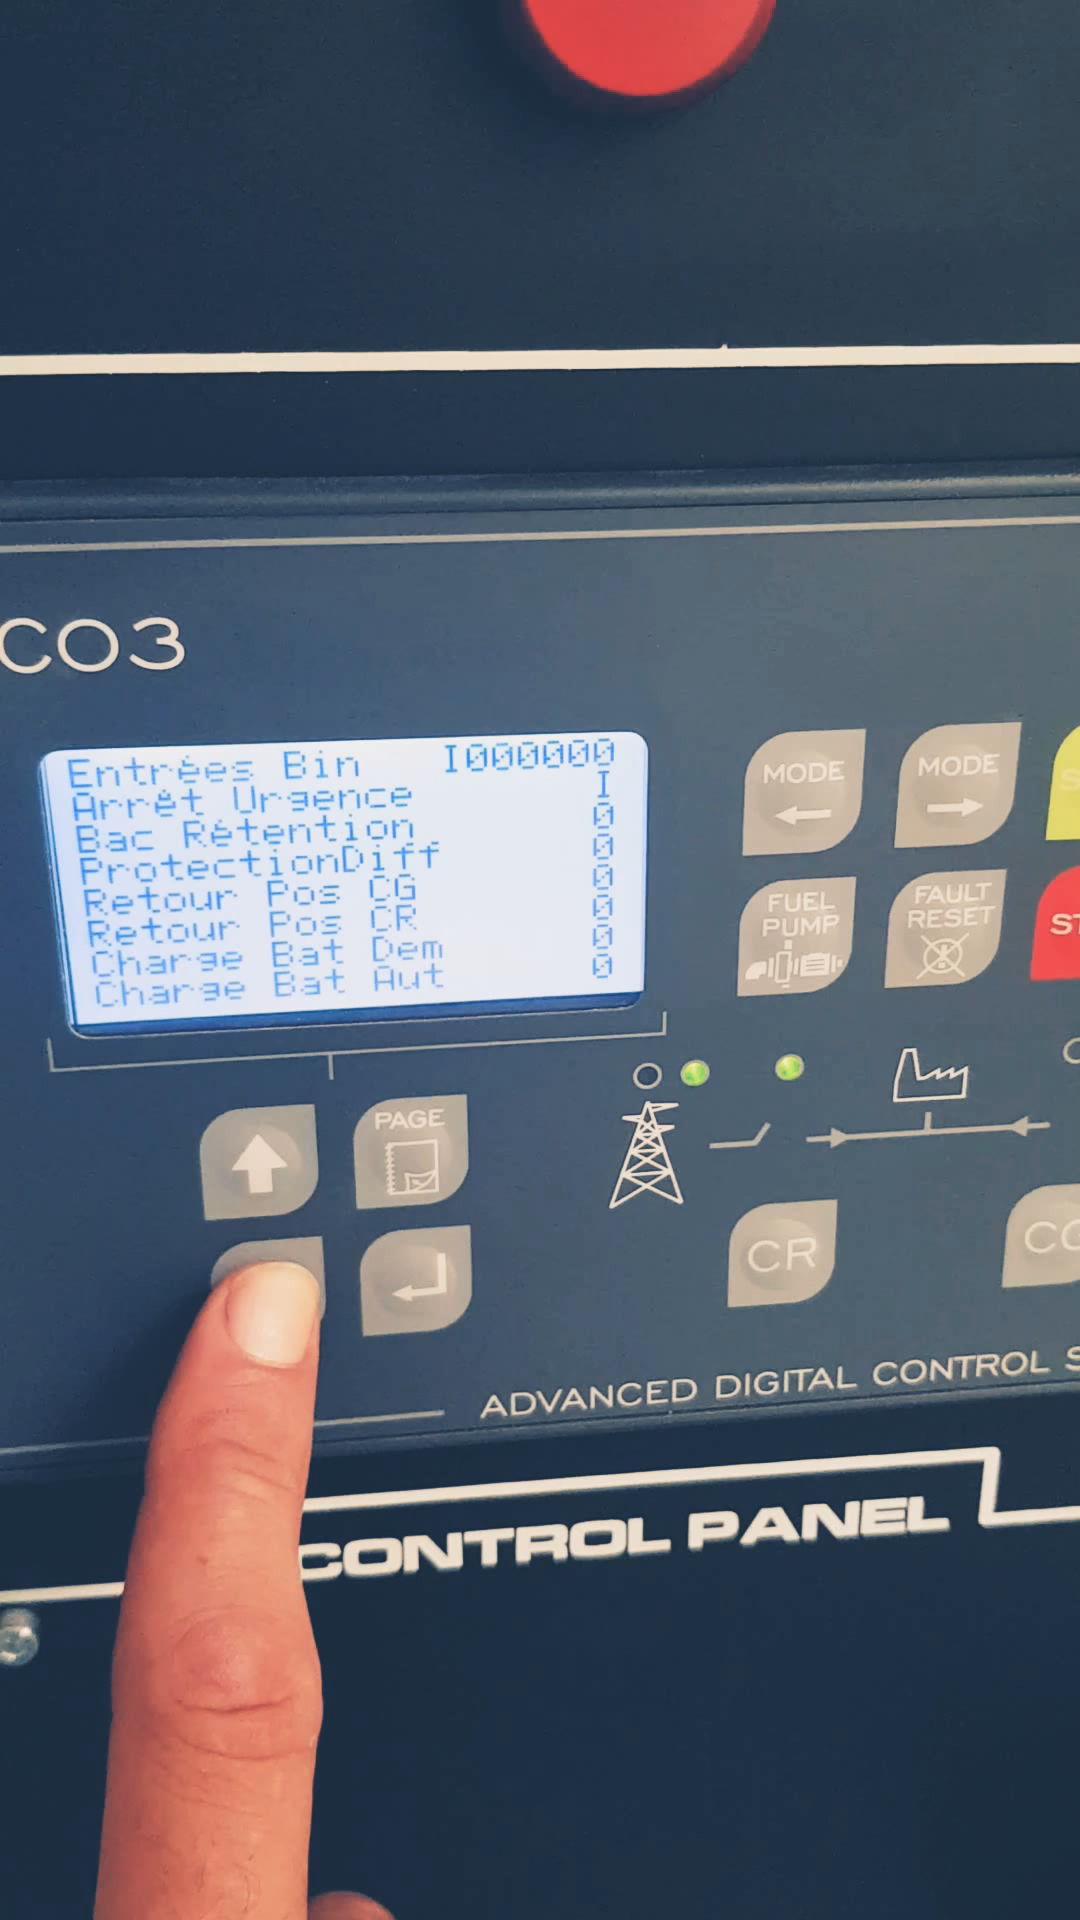 CO3
Entrées Bin I000000
Arrêt Urgence I
Bac Rétention 0
ProtectionDiff 0
Retour Pos CG 0
Retour Pos CR 0
Charge Bat Dem 0
Charge Bat Aut 0
MODE
MODE
FUEL
PUMP
FAULT
RESET
S
ST
PAGE
CR
CG
ADVANCED DIGITAL CONTROL S
CONTROL PANEL